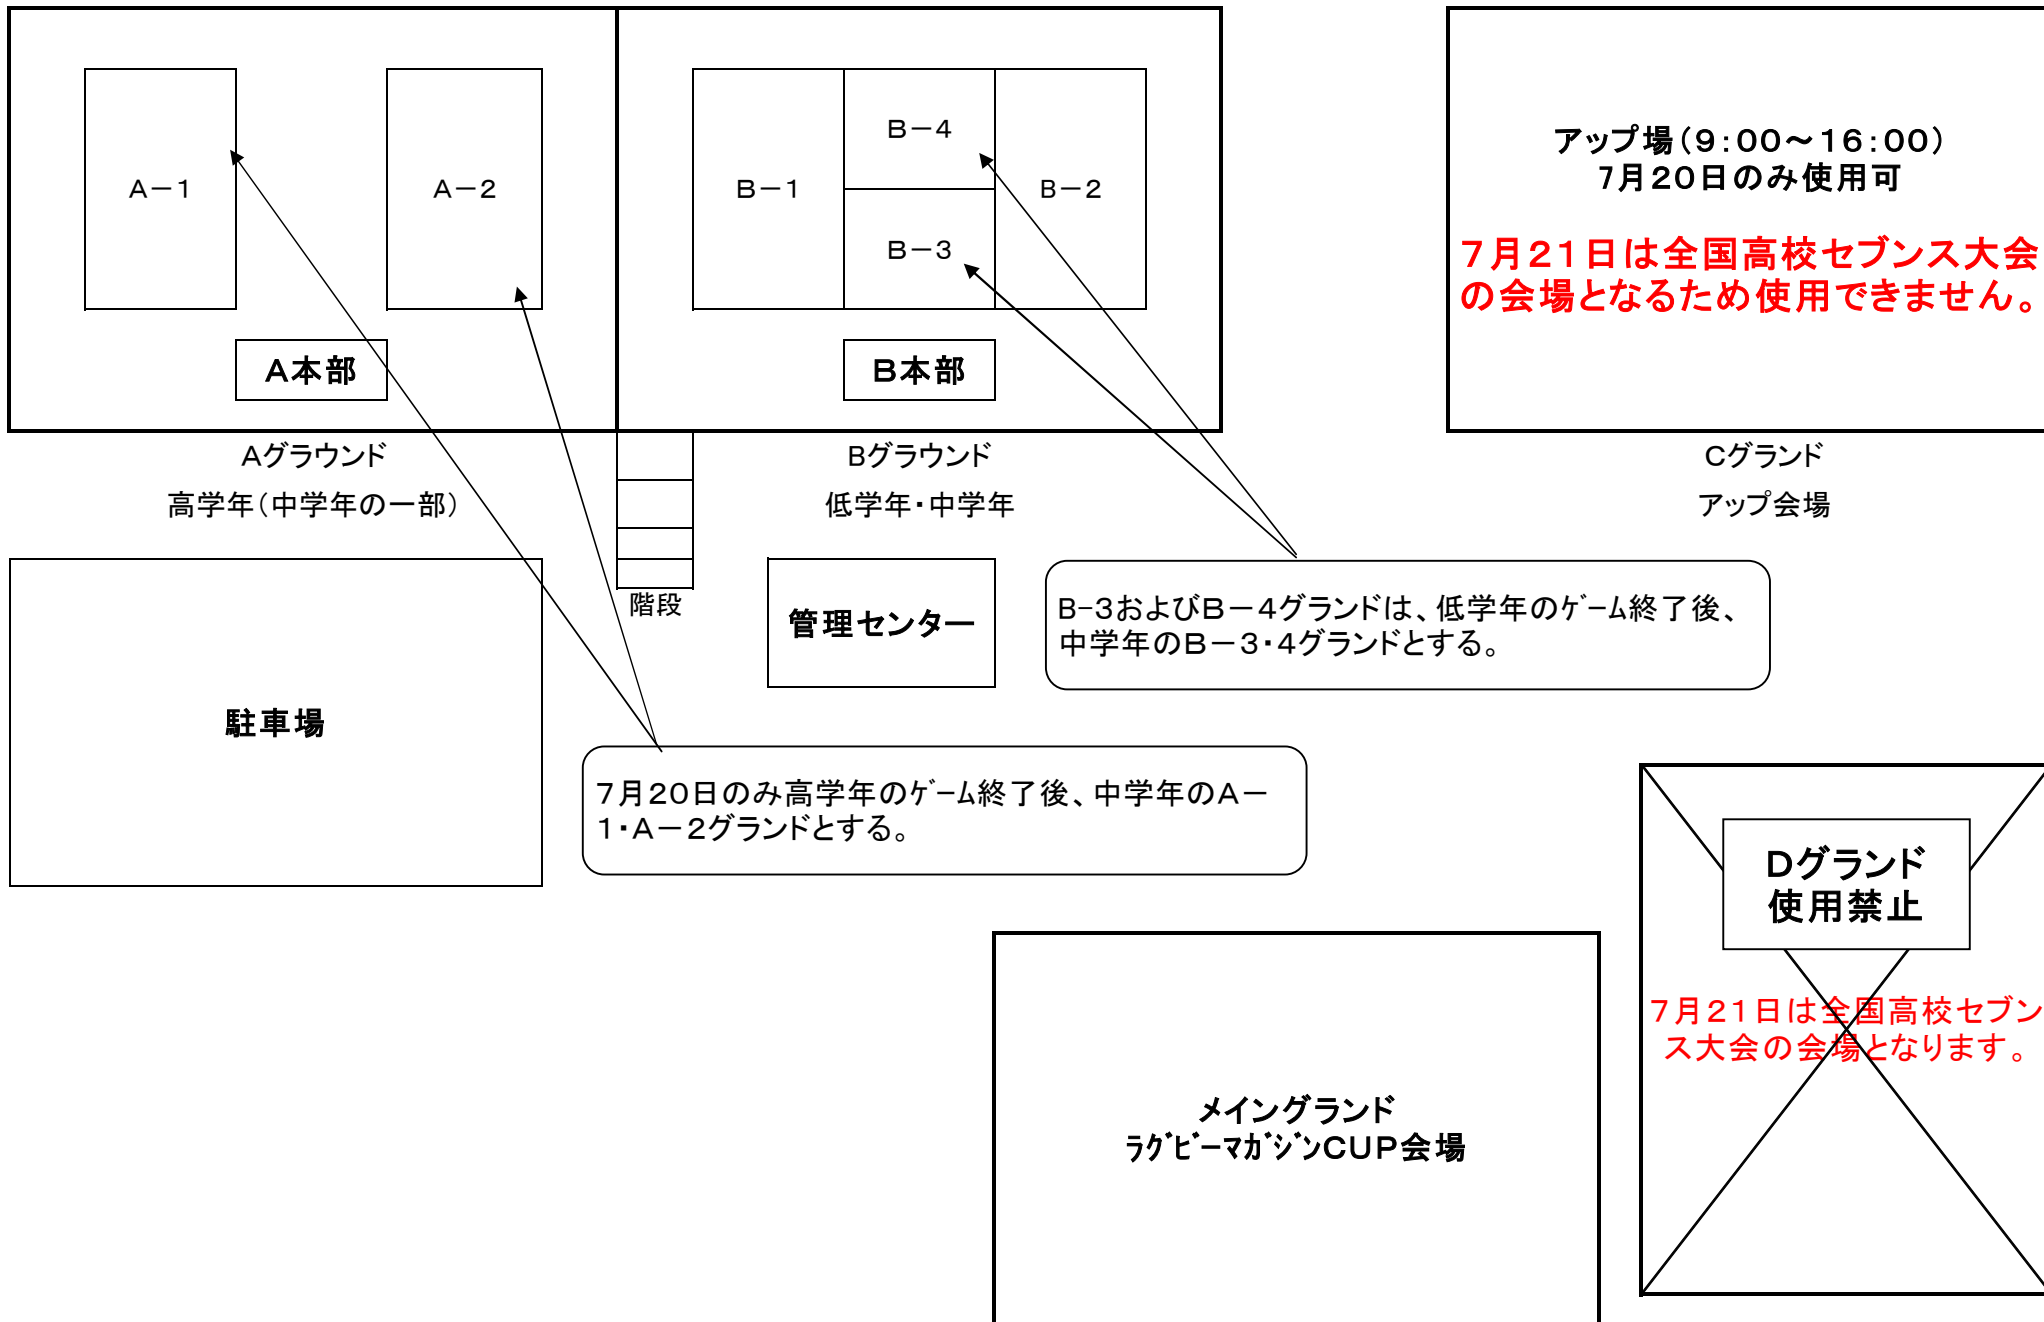 A－1
A－2
B－1
B－4
B－3
B－2
A本部
B本部
アップ場（9：00～16：00）
7月20日のみ使用可
7月21日は全国高校セブンス大会
の会場となるため使用できません。
Aグラウンド
高学年（中学年の一部）
Bグラウンド
低学年・中学年
Cグランド
アップ会場
階段
管理センター
B-3およびB－4グランドは、低学年のｹﾞｰム終了後、
中学年のB－3・4グランドとする。
駐車場
7月20日のみ高学年のｹﾞｰム終了後、中学年のA－
1・A－2グランドとする。
Dグランド
使用禁止
7月21日は全国高校セブン
ス大会の会場となります。
メイングランド
ﾗｸﾞﾋﾞｰﾏｶﾞｼﾞﾝCUP会場